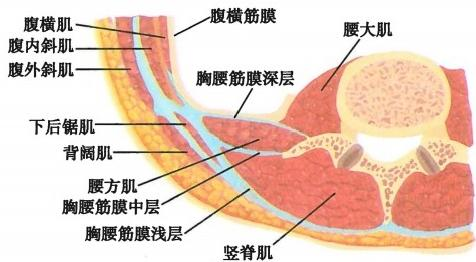 腹横肌
腹横筋膜
腹内斜肌
腰大肌
腹外斜肌
胸腰筋膜深层
下后锯肌
背阔肌
腰方肌
胸腰筋膜中层
胸腰筋膜浅层
竖脊肌